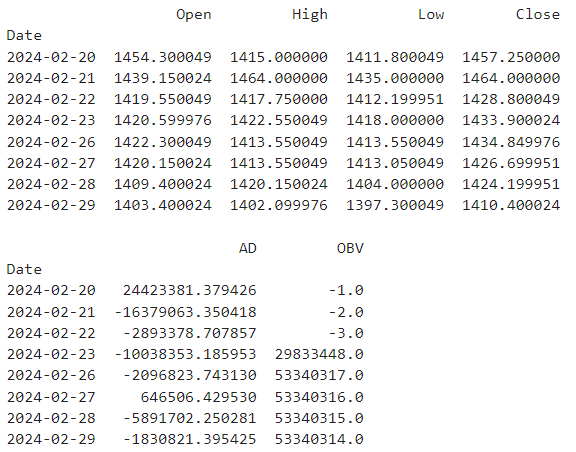 Open High Low Close
Date
2024-02-20 1454.300049 1415.000000 1411.800049 1457.250000
2024-02-21 1439.150024 1464.000000 1435.000000 1464.000000
2024-02-22 1419.550049 1417.750000 1412.199951 1428.800049
2024-02-23 1420.599976 1422.550049 1418.000000 1433.900024
2024-02-26 1422.300049 1413.550049 1413.550049 1434.849976
2024-02-27 1420.150024 1413.550049 1413.050049 1426.699951
2024-02-28 1409.400024 1420.150024 1404.000000 1424.199951
2024-02-29 1403.400024 1402.099976 1397.300049 1410.400024
AD OBV
Date
2024-02-20 24423381.379426 -1.0
2024-02-21 -16379063.350418 -2.0
2024-02-22 -2893378.707857 -3.0
2024-02-23 -10038353.185953 29833448.0
2024-02-26 -2096823.743130 53340317.0
2024-02-27 646506.429530 53340316.0
2024-02-28 -5891702.250281 53340315.0
2024-02-29 -1830821.395425 53340314.0